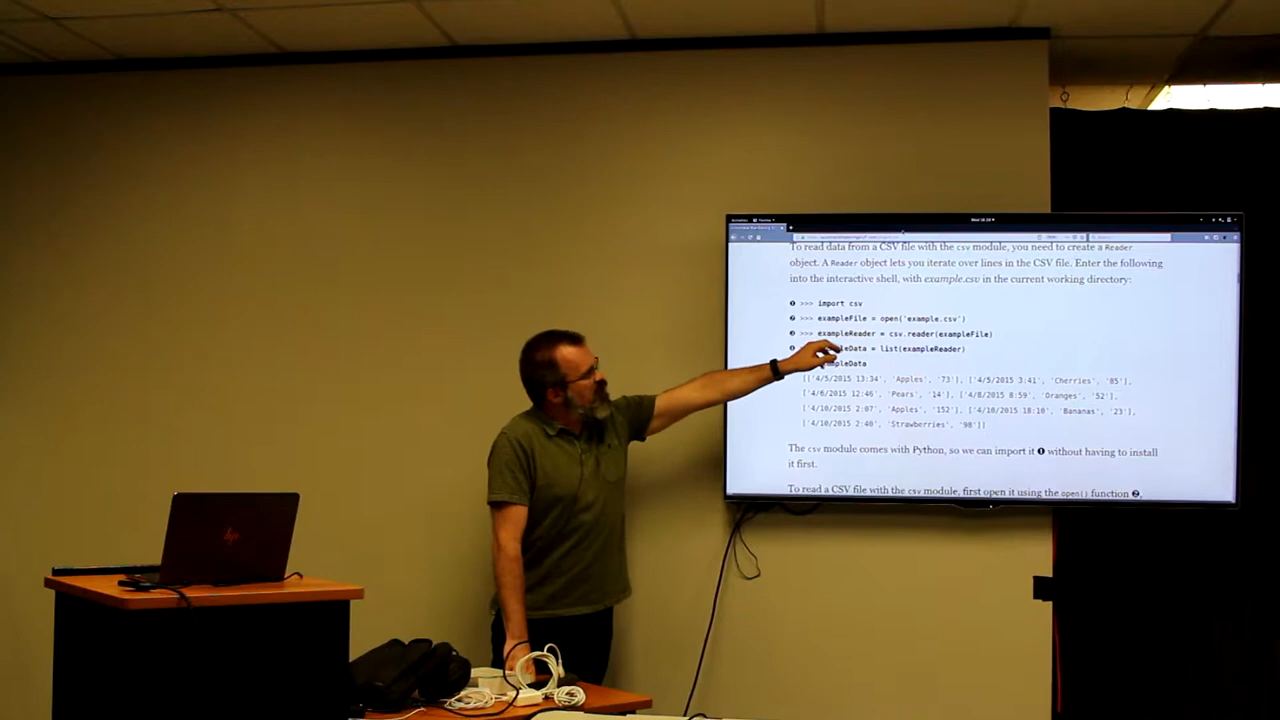 To read data from a CSV file with the csv module, you need to create a Reader
object. A Reader object lets you iterate over lines in the CSV file. Enter the following
into the interactive shell, with example.csv in the current working directory:
❶ >>> import csv
❷ >>> exampleFile = open('example.csv')
❸ >>> exampleReader = csv.reader(exampleFile)
= list(exampleReader)
[['4/5/2015 13:34', 'Apples', '73'], ['4/5/2015 3:41', 'Cherries', '85'],
['4/6/2015 12:46', 'Pears', '14'], ['4/8/2015 8:59', 'Oranges', '52'],
['4/10/2015 2:07', 'Apples', '152'], ['4/10/2015 18:10', 'Bananas', '23'],
['4/10/2015 2:40', 'Strawberries', '98']]
The csv module comes with Python, so we can import it ❶ without having to install
it first.
To read a CSV file with the csv module, first open it using the open() function ❷,
hp